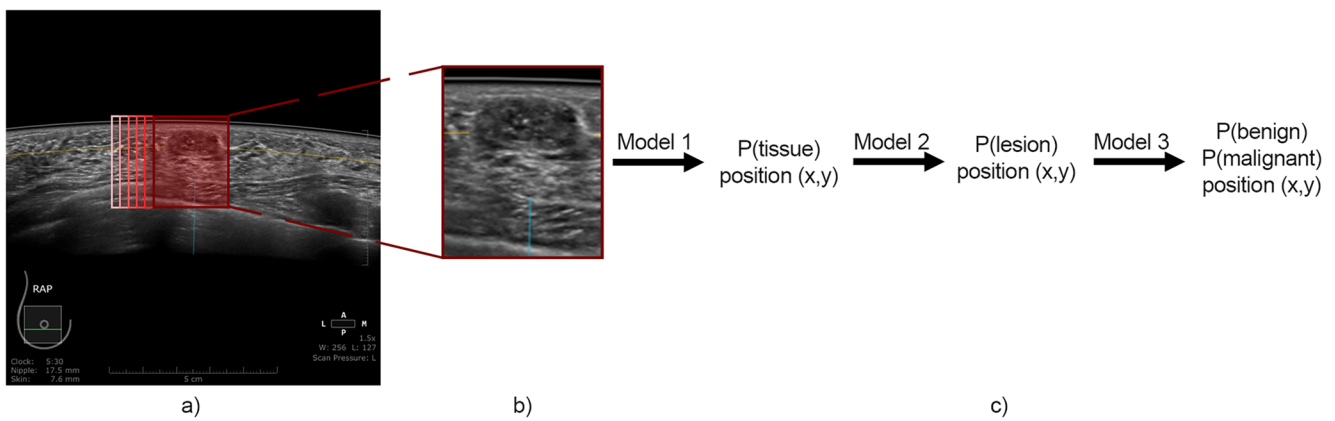 RAP
A
L M
P
1.5x
W: 256 L: 127
Scan Pressure: L
Clock: 5:30
Nipple: 17.5 mm
Skin: 7.6 mm
5 cm
a)
b)
Model 1
P(tissue)
position (x,y)
Model 2
P(lesion)
position (x,y)
Model 3
P(benign)
P(malignant)
position (x,y)
c)